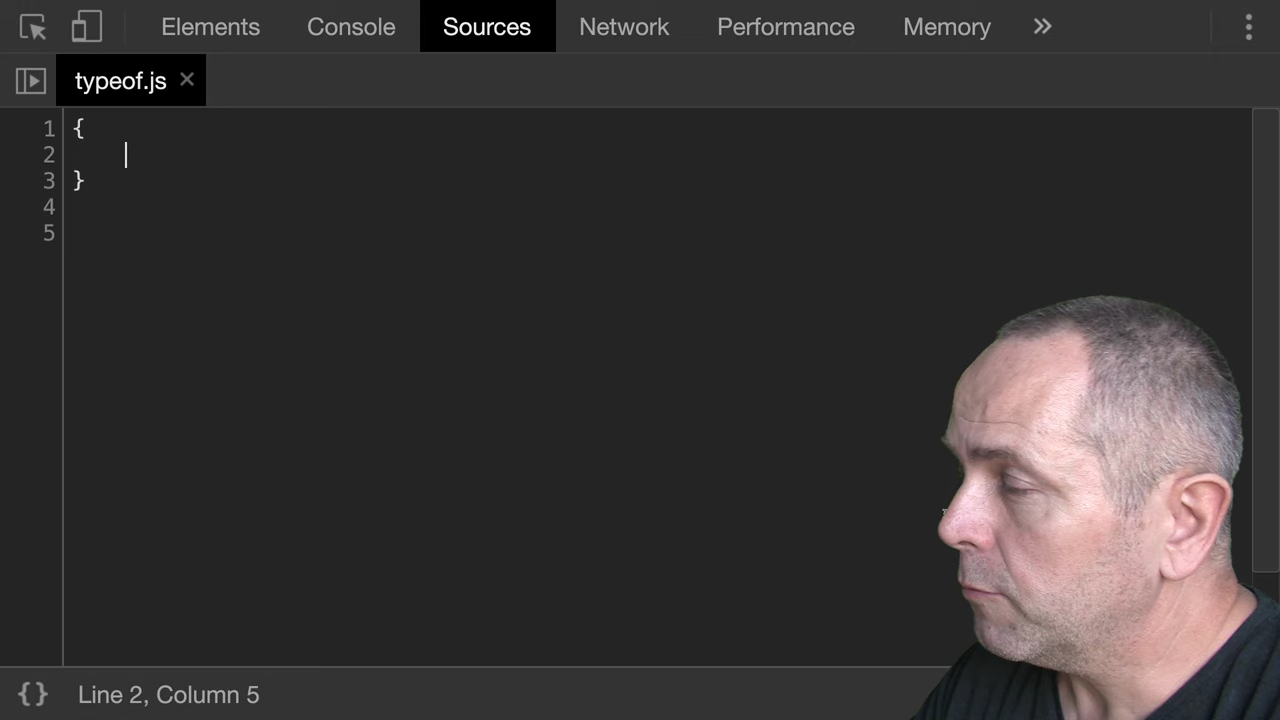 Elements Console Sources Network Performance Memory »
typeof.js ×
1 {
2
3 }
4
5
{} Line 2, Column 5